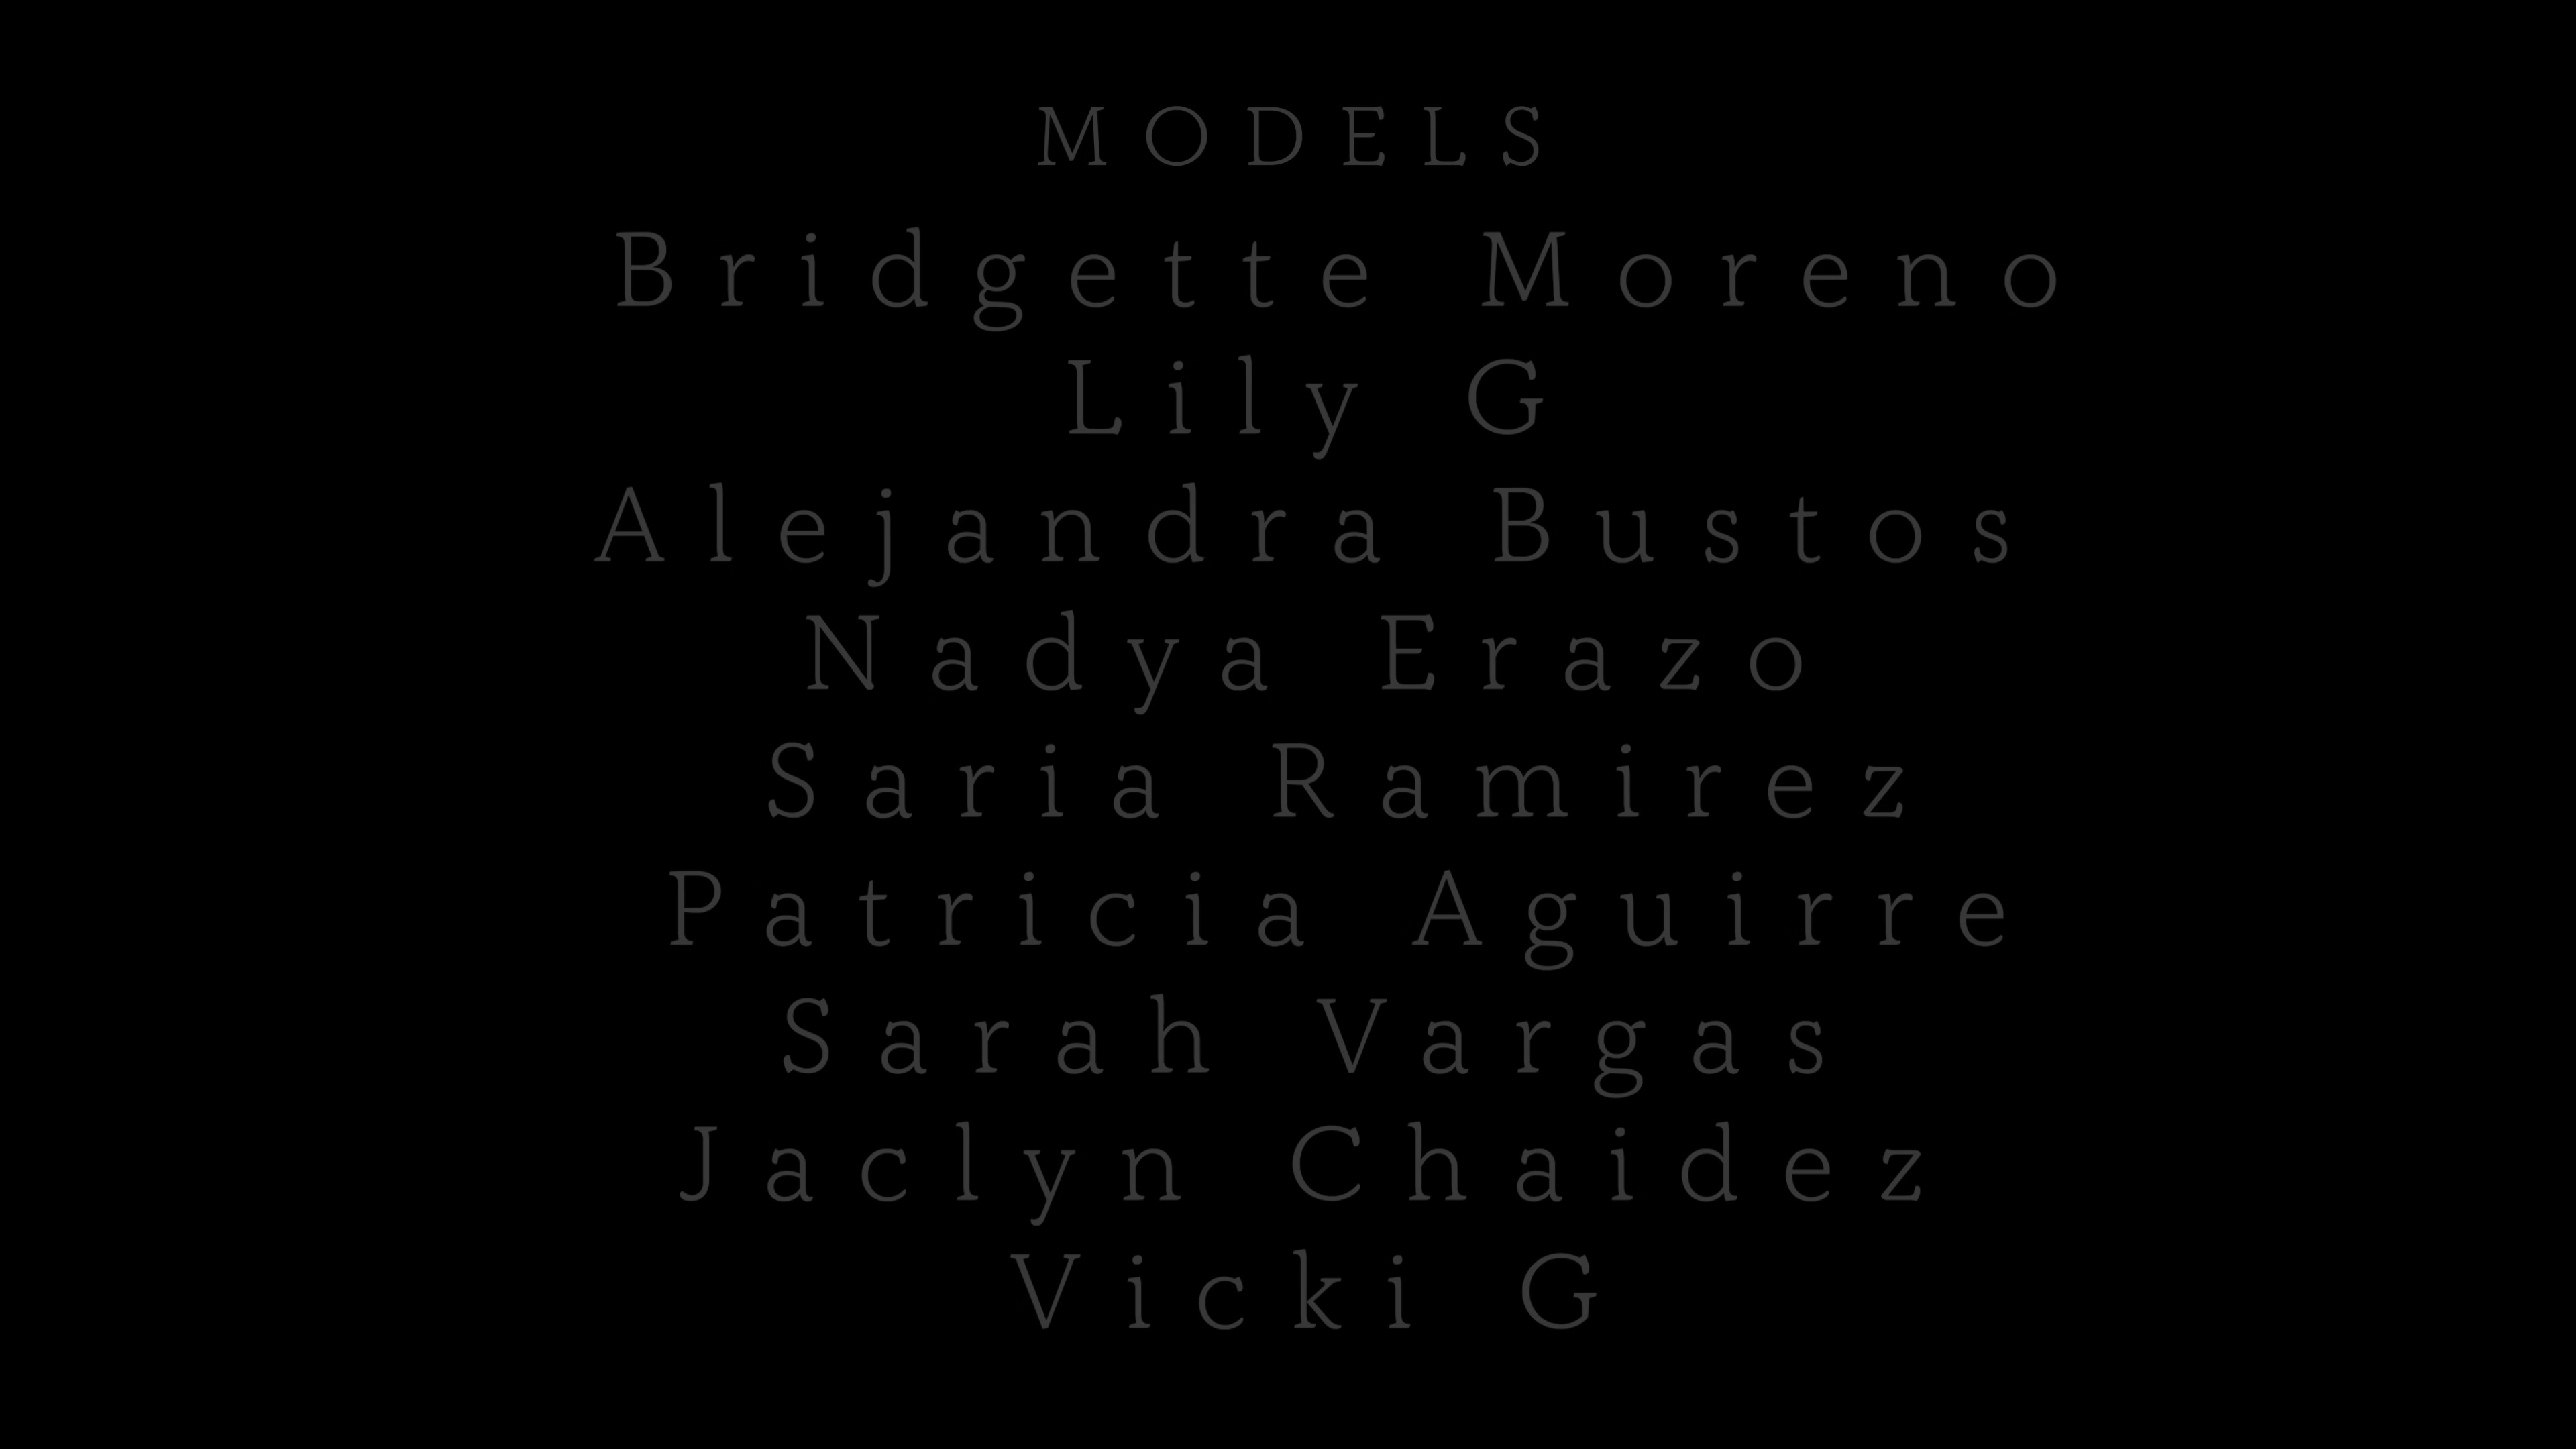 MODELS
Bridgette Moreno
Lily G
Alejandra Bustos
Nadya Erazo
Saria Ramirez
Patricia Aguirre
Sarah Vargas
Jaclyn Chaidez
Vicki G